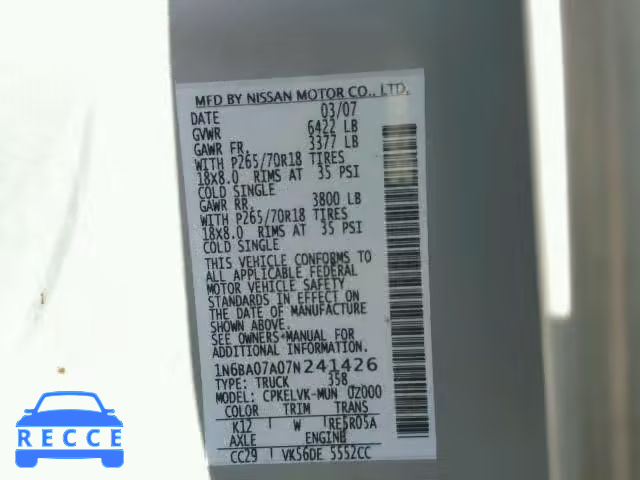 MFD BY NISSAN MOTOR CO., LTD.
DATE 03/07
GVWR 6422 LB
GAWR FR. 3377 LB
WITH P265/70R18 TIRES
18X8.0 RIMS AT 35 PSI
COLD SINGLE
GAWR RR. 3800 LB
WITH P265/70R18 TIRES
18X8.0 RIMS AT 35 PSI
COLD SINGLE
THIS VEHICLE CONFORMS TO
ALL APPLICABLE FEDERAL
MOTOR VEHICLE SAFETY
STANDARDS IN EFFECT ON
THE DATE OF MANUFACTURE
SHOWN ABOVE.
SEE OWNERS MANUAL FOR
ADDITIONAL INFORMATION.
1N6BA07A07N241426
TYPE: TRUCK 358
MODEL: CPKELVK-MUN 0Z000
COLOR TRIM TRANS
K12 W RE5R05A
AXLE ENGINE
CC29 VK56DE 5552CC
AUTOBIDMASTER